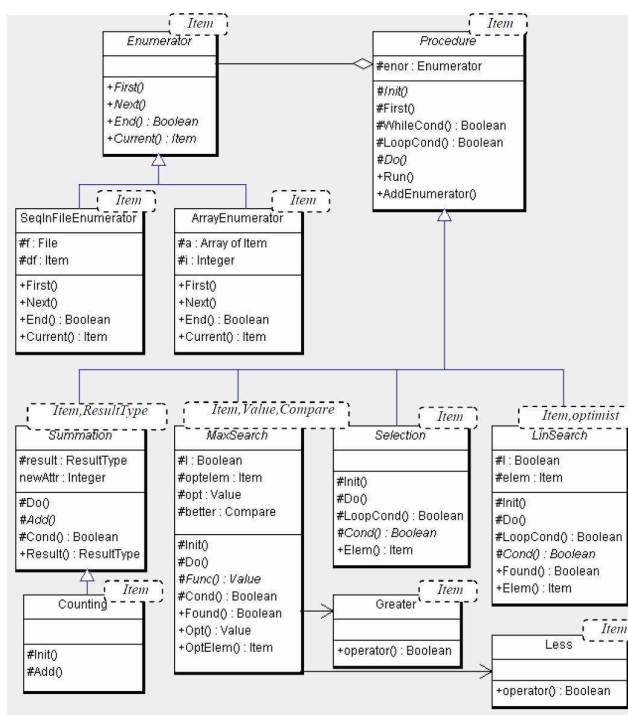 Item
Enumerator
+First()
+Next()
+End() : Boolean
+Current() : Item
Item
Procedure
#enor : Enumerator
#Init()
#First()
#WhileCond() : Boolean
#LoopCond() : Boolean
#Do()
+Run()
+AddEnumerator()
Item
SeqInFileEnumerator
#f : File
#df : Item
+First()
+Next()
+End() : Boolean
+Current() : Item
Item
ArrayEnumerator
#a : Array of Item
#i : Integer
+First()
+Next()
+End() : Boolean
+Current() : Item
Item,ResultType
Summation
#result : ResultType
newAttr : Integer
#Do()
#Add()
#Cond() : Boolean
+Result() : ResultType
Item,Value,Compare
MaxSearch
#l : Boolean
#optelem : Item
#opt : Value
#better : Compare
#Init()
#Do()
#Func() : Value
#Cond() : Boolean
+Found() : Boolean
+Opt() : Value
+OptElem() : Item
Item
Selection
#Init()
#Do()
#LoopCond() : Boolean
#Cond() : Boolean
+Elem() : Item
Item,optimist
LinSearch
#l : Boolean
#elem : Item
#Init()
#Do()
#LoopCond() : Boolean
#Cond() : Boolean
+Found() : Boolean
+Elem() : Item
Item
Counting
#Init()
#Add()
Item
Greater
+operator() : Boolean
Item
Less
+operator() : Boolean